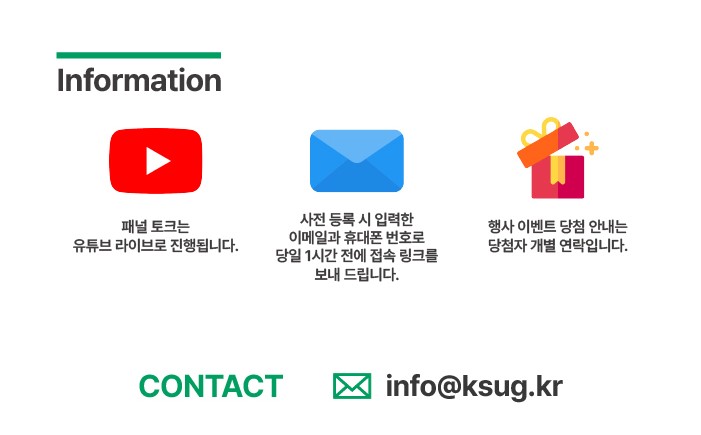 Information
패널 토크는
유튜브 라이브로 진행됩니다.
사전 등록 시 입력한
이메일과 휴대폰 번호로
당일 1시간 전에 접속 링크를
보내 드립니다.
행사 이벤트 당첨 안내는
당첨자 개별 연락입니다.
CONTACT
info@ksug.kr